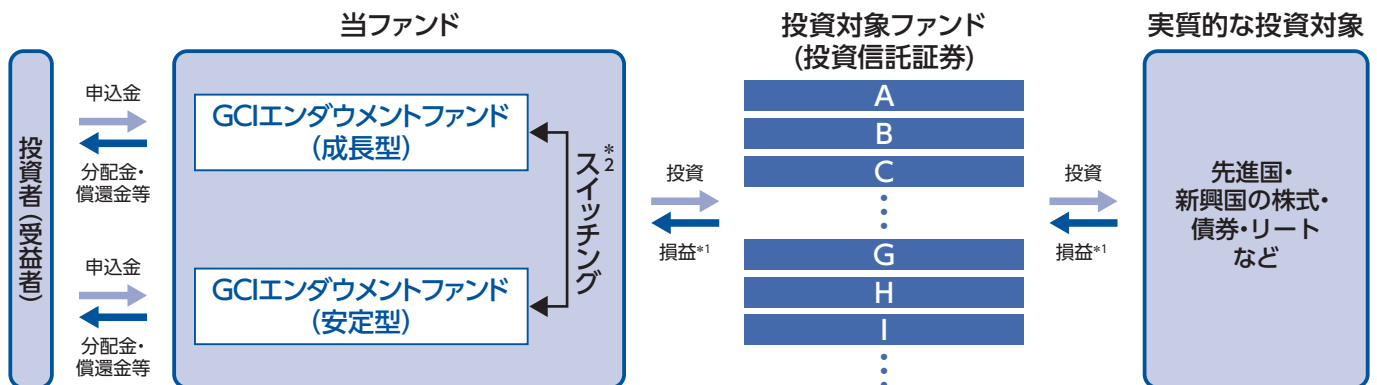 当ファンド
投資対象ファンド
(投資信託証券)
実質的な投資対象
投資者(受益者)
申込金
分配金・
償還金等
申込金
分配金・
償還金等
GCIエンダウメントファンド
(成長型)
GCIエンダウメントファンド
(安定型)
スイッチング*2
投資
損益*1
A
B
C
G
H
I
投資
損益*1
先進国・
新興国の株式・
債券・リート
など